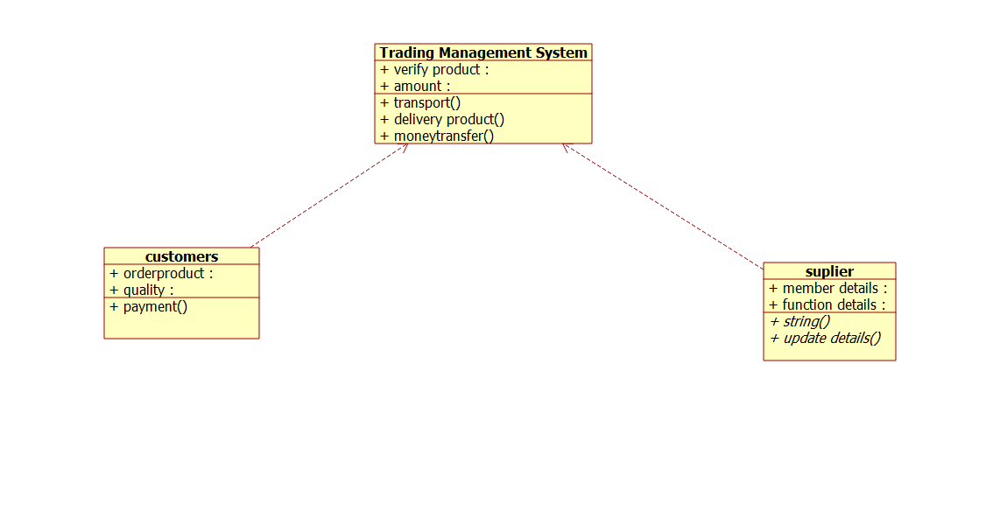 Trading Management System
+ verify product :
+ amount :
+ transport()
+ delivery product()
+ moneytransfer()
customers
+ orderproduct :
+ quality :
+ payment()
suplier
+ member details :
+ function details :
+ string()
+ update details()